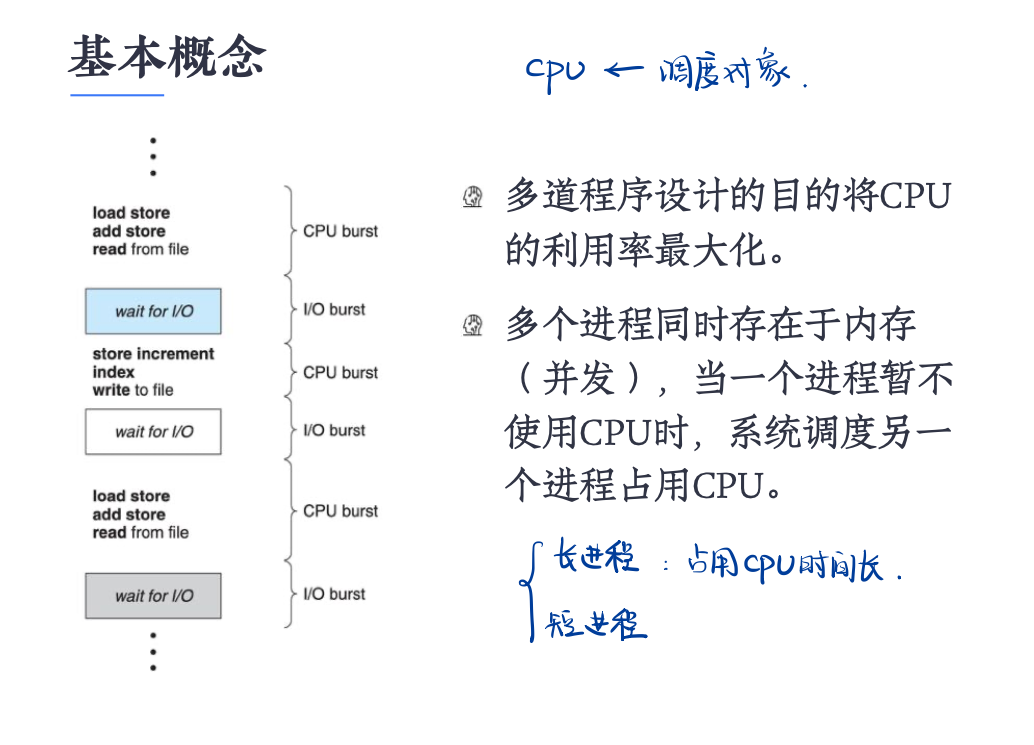 基本概念
CPU ← 调度对象.
load store
add store
read from file
CPU burst
wait for I/O
I/O burst
store increment
index
write to file
CPU burst
wait for I/O
I/O burst
load store
add store
read from file
CPU burst
wait for I/O
I/O burst
多道程序设计的目的将CPU
的利用率最大化。
多个进程同时存在于内存
（并发），当一个进程暂不
使用CPU时，系统调度另一
个进程占用CPU。
长进程：占用CPU时间长.
短进程